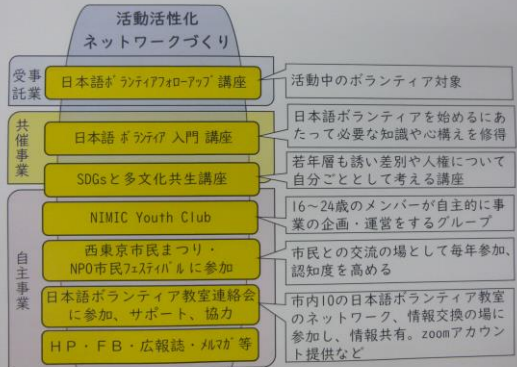 活動活性化
ネットワークづくり
受託事業
日本語ボランティアフォローアップ講座
活動中のボランティア対象
共催事業
日本語 ボランティア 入門 講座
日本語ボランティアを始めるにあ
たって必要な知識や心構えを修得
SDGsと多文化共生講座
若年層も誘い差別や人権について
自分ごととして考える講座
自主事業
NIMIC Youth Club
16～24歳のメンバーが自主的に事
業の企画・運営をするグループ
西東京市民まつり・
NPO市民フェスティバルに参加
市民との交流の場として毎年参加、
認知度を高める
日本語ボランティア教室連絡会
に参加、サポート、協力
市内10の日本語ボランティア教室
のネットワーク、情報交換の場に
参加し、情報共有。zoomアカウン
ト提供など
HP・FB・広報誌・メルマガ等